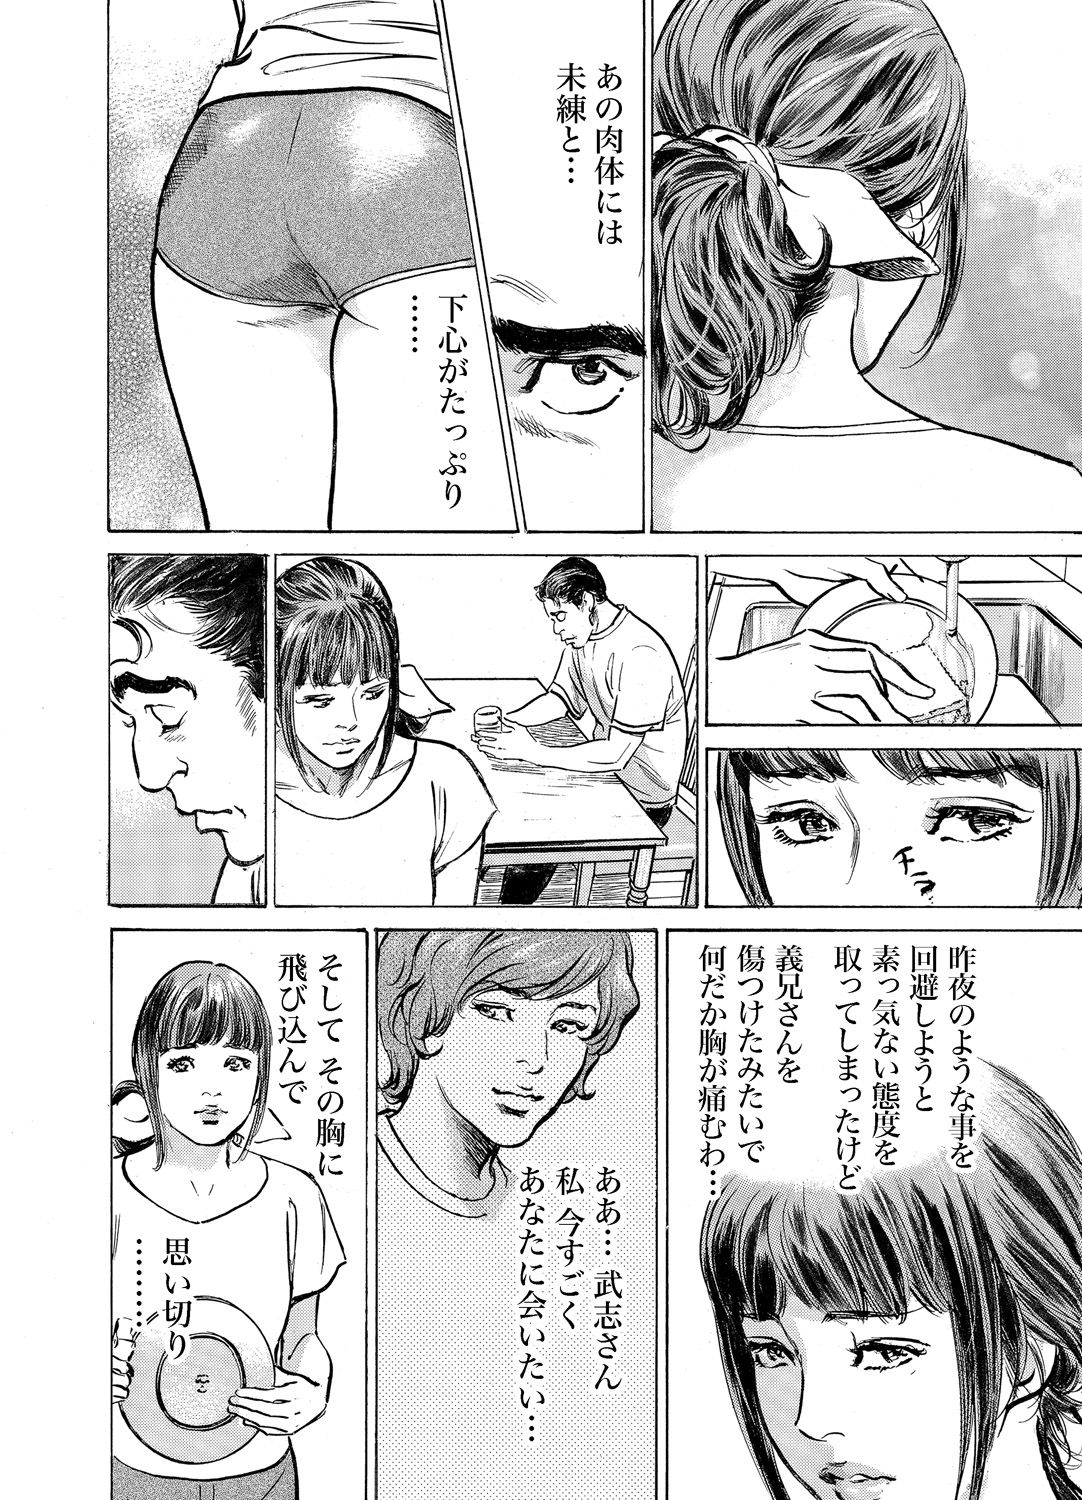 あの肉体には
未練と…
下心がたっぷり
……
チラ
昨夜のような事を
回避しようと
素っ気ない態度を
取ってしまったけど
義兄さんを
傷つけたみたいで
何だか胸が痛むわ…
ああ… 武志さん
私 今すごく
あなたに会いたい…
そして その胸に
飛び込んで
思い切り
………